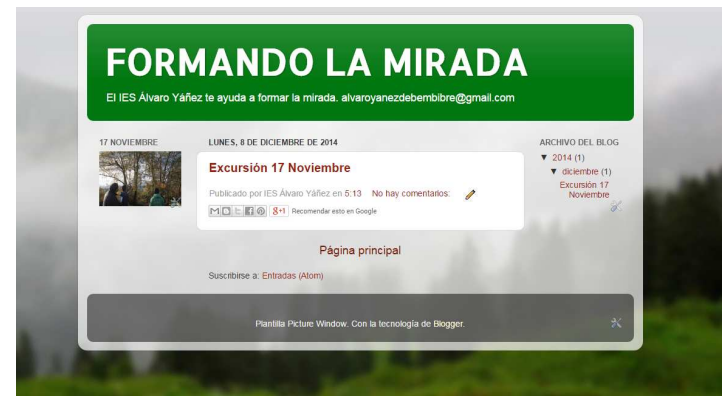 FORMANDO LA MIRADA
El IES Álvaro Yáñez te ayuda a formar la mirada. alvaroyanezdebembibre@gmail.com
17 NOVIEMBRE
LUNES, 8 DE DICIEMBRE DE 2014
Excursión 17 Noviembre
Publicado por IES Álvaro Yáñez en 5:13 No hay comentarios:
g+1 Recomendar esto en Google
Página principal
Suscribirse a: Entradas (Atom)
ARCHIVO DEL BLOG
▼ 2014 (1)
▼ diciembre (1)
Excursión 17
Noviembre
Plantilla Picture Window. Con la tecnología de Blogger.